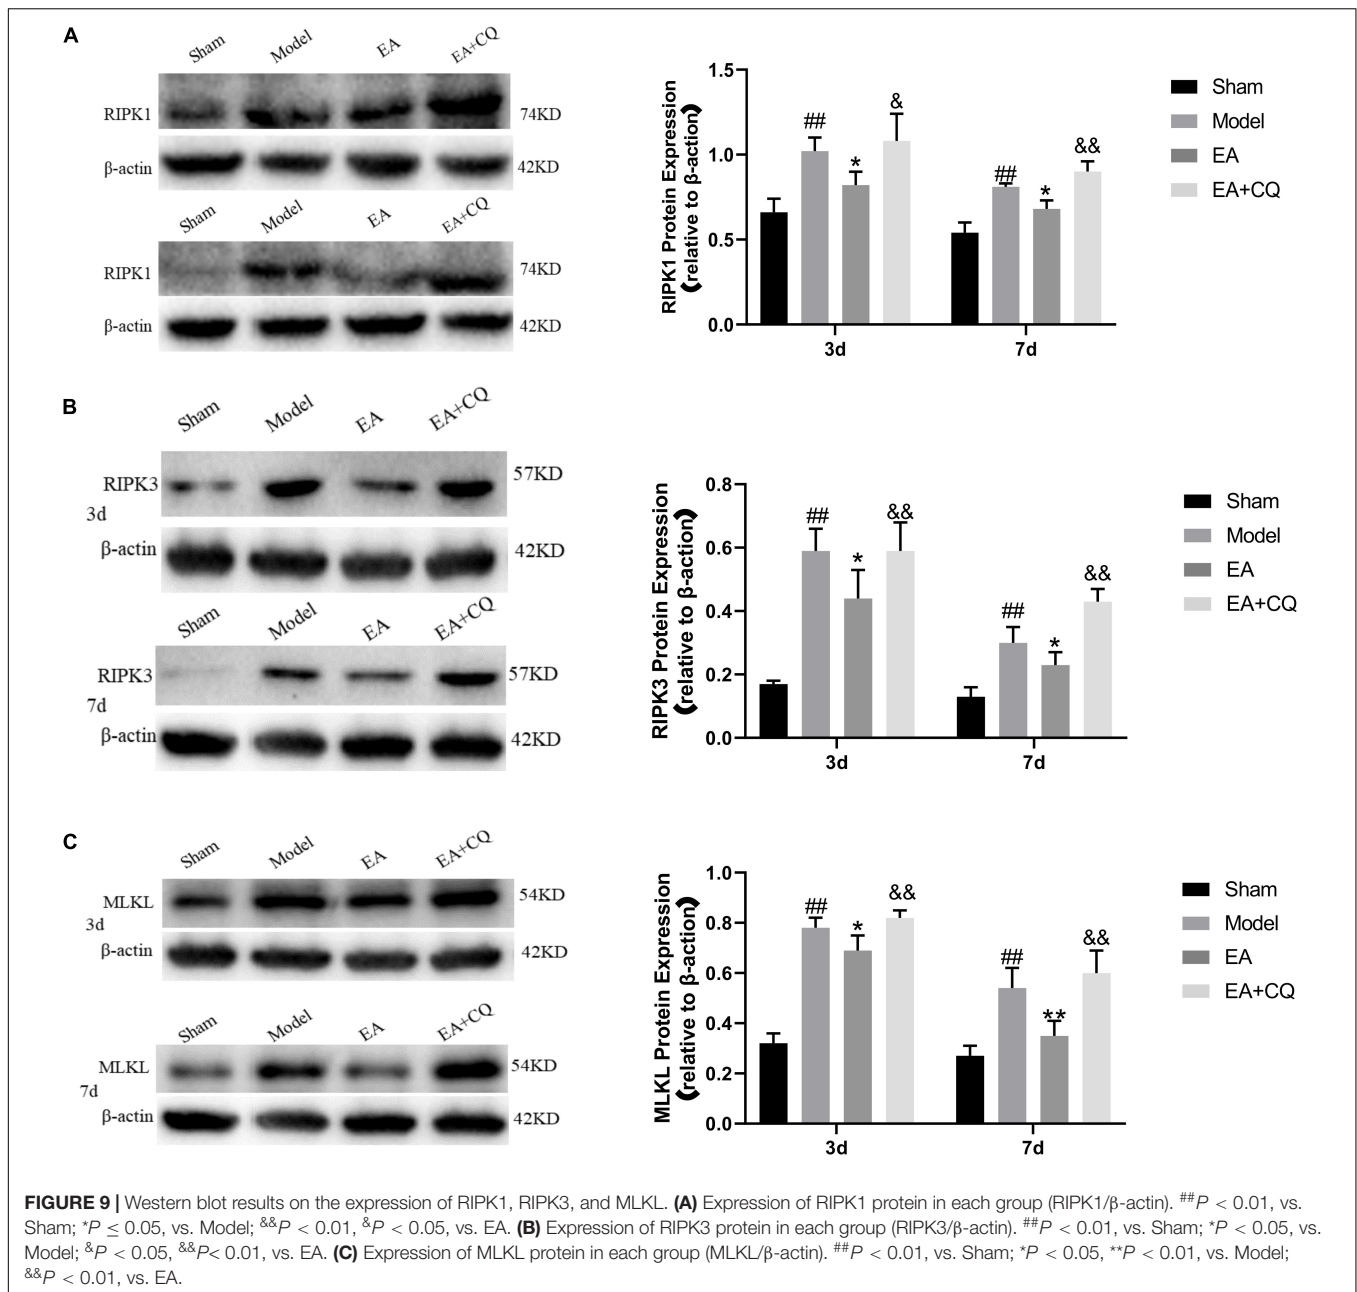 A
Sham Model EA EA+CQ
RIPK1 74KD
β-actin 42KD
Sham Model EA EA+CQ
RIPK1 74KD
β-actin 42KD
RIPK1 Protein Expression
(relative to β-action)
1.5
1.0
0.5
0.0
## * & ## * &&
3d 7d
Sham
Model
EA
EA+CQ
B
Sham Model EA EA+CQ
RIPK3 57KD
3d
β-actin 42KD
Sham Model EA EA+CQ
RIPK3 57KD
7d
β-actin 42KD
RIPK3 Protein Expression
(relative to β-action)
0.8
0.6
0.4
0.2
0.0
## * && ## * &&
3d 7d
Sham
Model
EA
EA+CQ
C
Sham Model EA EA+CQ
MLKL 54KD
3d
β-actin 42KD
Sham Model EA EA+CQ
MLKL 54KD
7d
β-actin 42KD
MLKL Protein Expression
(relative to β-action)
1.0
0.8
0.6
0.4
0.2
0.0
## * && ## ** &&
3d 7d
Sham
Model
EA
EA+CQ
FIGURE 9 | Western blot results on the expression of RIPK1, RIPK3, and MLKL. (A) Expression of RIPK1 protein in each group (RIPK1/β-actin). ##P < 0.01, vs.
Sham; *P ≤ 0.05, vs. Model; &&P < 0.01, &P < 0.05, vs. EA. (B) Expression of RIPK3 protein in each group (RIPK3/β-actin). ##P < 0.01, vs. Sham; *P < 0.05, vs.
Model; &P < 0.05, &&P< 0.01, vs. EA. (C) Expression of MLKL protein in each group (MLKL/β-actin). ##P < 0.01, vs. Sham; *P < 0.05, **P < 0.01, vs. Model;
&&P < 0.01, vs. EA.